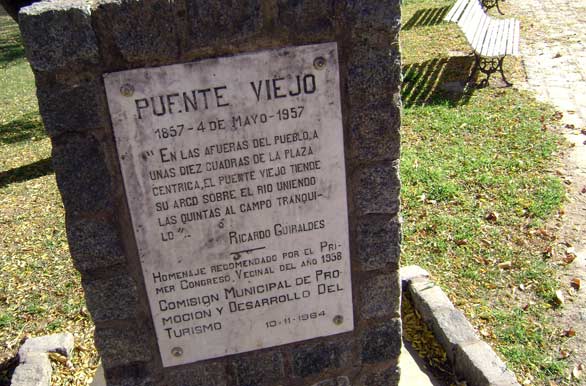 PUENTE VIEJO
1857 - 4 DE MAYO - 1957
"EN LAS AFUERAS DEL PUEBLO, A
UNAS DIEZ CUADRAS DE LA PLAZA
CENTRICA, EL PUENTE VIEJO TIENDE
SU ARCO SOBRE EL RIO UNIENDO
LAS QUINTAS AL CAMPO TRANQUI-
LO"..
RICARDO GUIRALDES
HOMENAJE RECOMENDADO POR EL PRI-
MER CONGRESO VECINAL DEL AÑO 1958
COMISION MUNICIPAL DE PRO-
MOCION Y DESARROLLO DEL
TURISMO 10-11-1964